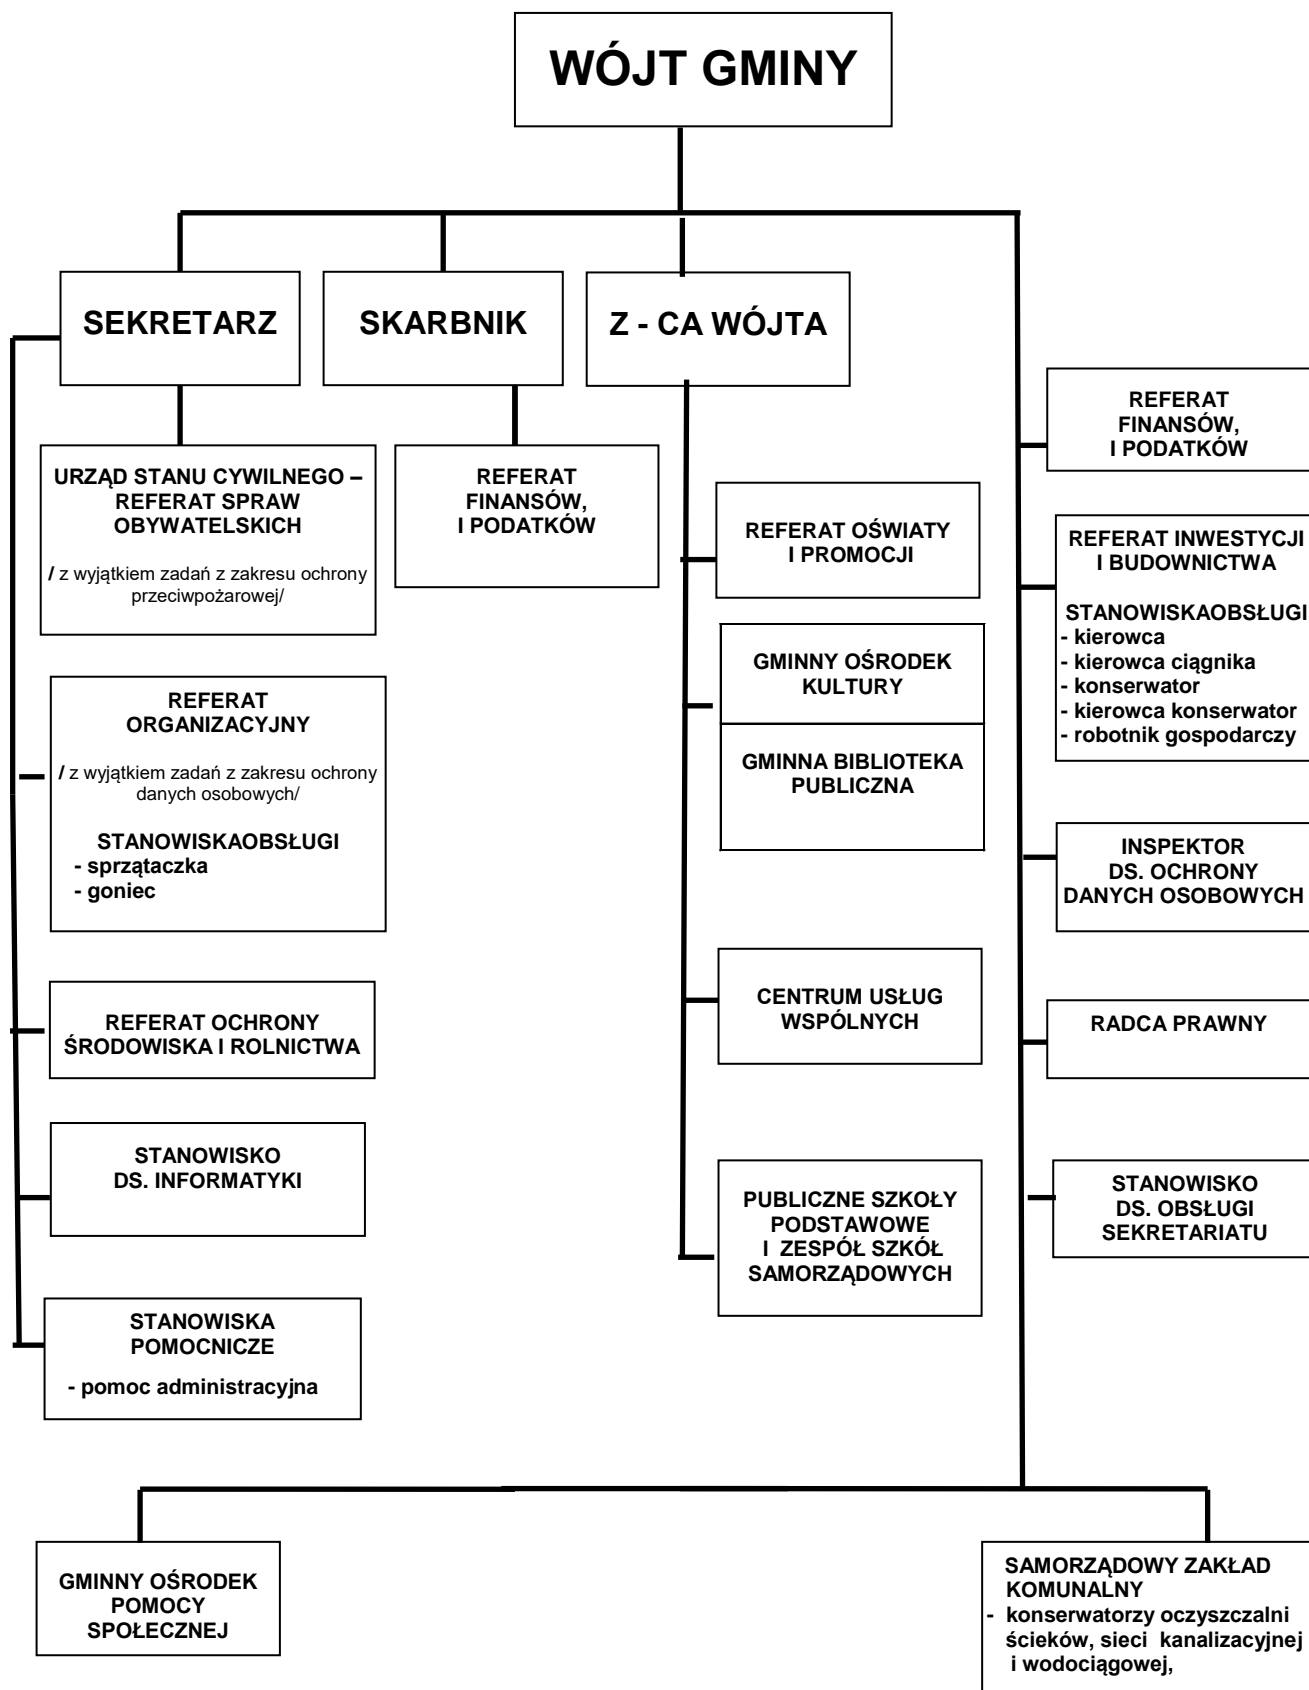 WÓJT GMINY
SEKRETARZ
SKARBNIK
Z - CA WÓJTA
URZĄD STANU CYWILNEGO –
REFERAT SPRAW
OBYWATELSKICH
/ z wyjątkiem zadań z zakresu ochrony
przeciwpożarowej/
REFERAT
ORGANIZACYJNY
/ z wyjątkiem zadań z zakresu ochrony
danych osobowych/
STANOWISKAOBSŁUGI
- sprzątaczka
- goniec
REFERAT OCHRONY
ŚRODOWISKA I ROLNICTWA
STANOWISKO
DS. INFORMATYKI
STANOWISKA
POMOCNICZE
- pomoc administracyjna
REFERAT
FINANSÓW,
I PODATKÓW
REFERAT OŚWIATY
I PROMOCJI
GMINNY OŚRODEK
KULTURY
GMINNA BIBLIOTEKA
PUBLICZNA
CENTRUM USŁUG
WSPÓLNYCH
PUBLICZNE SZKOŁY
PODSTAWOWE
I ZESPÓŁ SZKÓŁ
SAMORZĄDOWYCH
REFERAT
FINANSÓW,
I PODATKÓW
REFERAT INWESTYCJI
I BUDOWNICTWA
STANOWISKAOBSŁUGI
- kierowca
- kierowca ciągnika
- konserwator
- kierowca konserwator
- robotnik gospodarczy
INSPEKTOR
DS. OCHRONY
DANYCH OSOBOWYCH
RADCA PRAWNY
STANOWISKO
DS. OBSŁUGI
SEKRETARIATU
GMINNY OŚRODEK
POMOCY
SPOŁECZNEJ
SAMORZĄDOWY ZAKŁAD
KOMUNALNY
- konserwatorzy oczyszczalni
ścieków, sieci kanalizacyjnej
i wodociągowej,